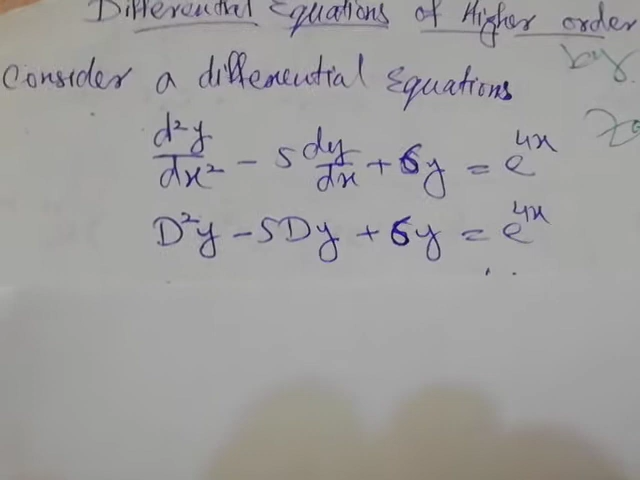 Differential Equations of Higher order
by
Consider a differential Equations
d²y/dx² - 5 dy/dx + 6y = e^4x
D²y - 5Dy + 6y = e^4x